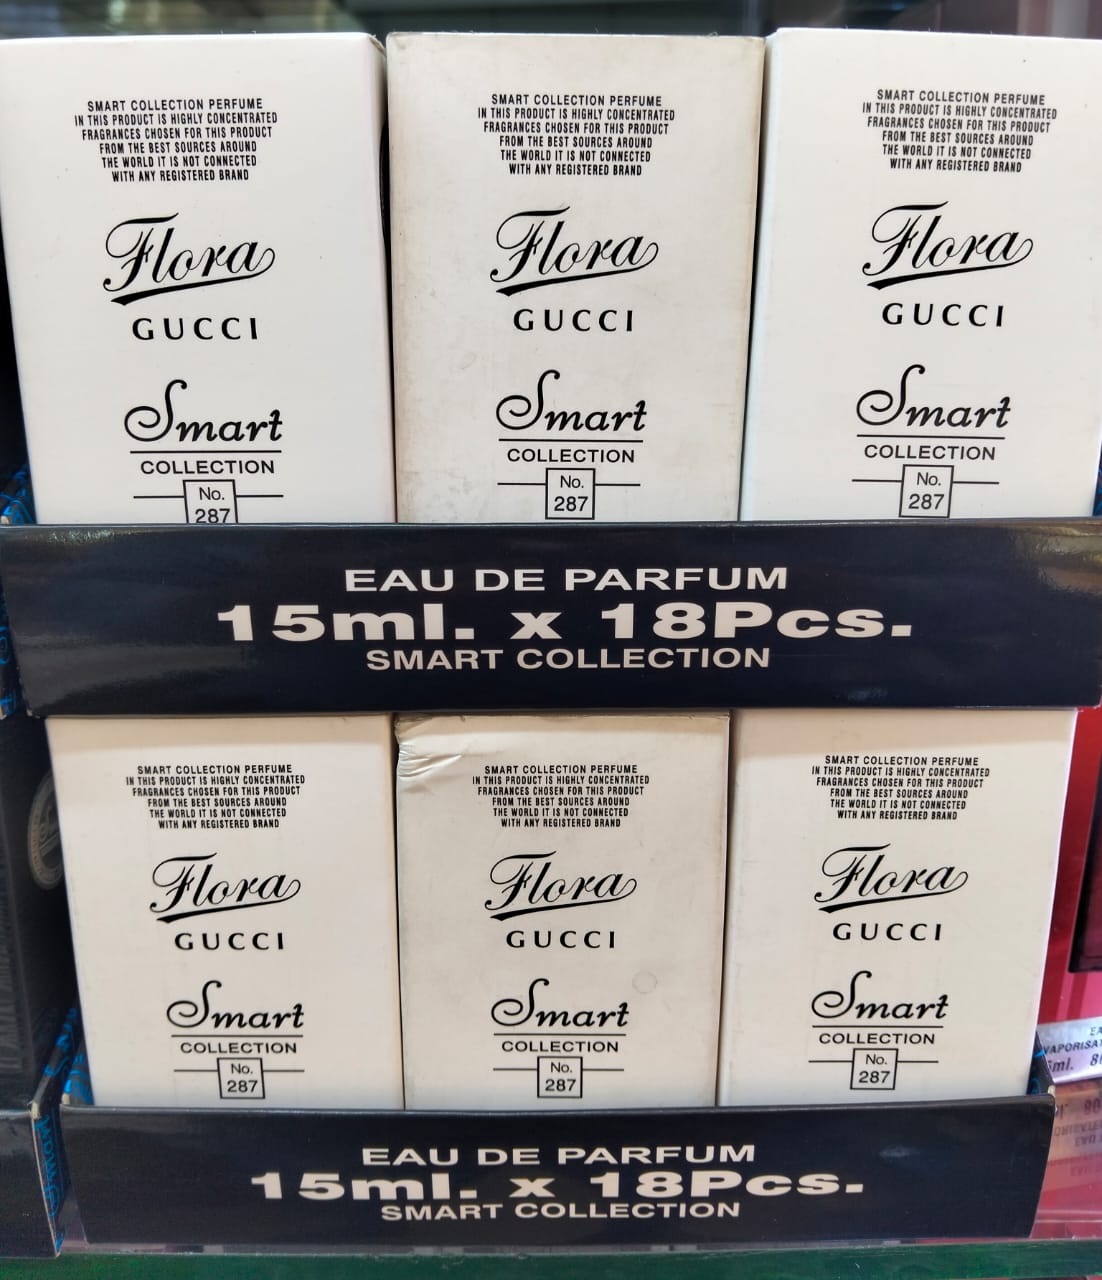 SMART COLLECTION PERFUME
IN THIS PRODUCT IS HIGHLY CONCENTRATED
FRAGRANCES CHOSEN FOR THIS PRODUCT
FROM THE BEST SOURCES AROUND
THE WORLD IT IS NOT CONNECTED
WITH ANY REGISTERED BRAND
Flora
GUCCI
Smart
COLLECTION
No.
287
SMART COLLECTION PERFUME
IN THIS PRODUCT IS HIGHLY CONCENTRATED
FRAGRANCES CHOSEN FOR THIS PRODUCT
FROM THE BEST SOURCES AROUND
THE WORLD IT IS NOT CONNECTED
WITH ANY REGISTERED BRAND
Flora
GUCCI
Smart
COLLECTION
No.
287
SMART COLLECTION PERFUME
IN THIS PRODUCT IS HIGHLY CONCENTRATED
FRAGRANCES CHOSEN FOR THIS PRODUCT
FROM THE BEST SOURCES AROUND
THE WORLD IT IS NOT CONNECTED
WITH ANY REGISTERED BRAND
Flora
GUCCI
Smart
COLLECTION
No.
287
EAU DE PARFUM
15ml. x 18Pcs.
SMART COLLECTION
SMART COLLECTION PERFUME
IN THIS PRODUCT IS HIGHLY CONCENTRATED
FRAGRANCES CHOSEN FOR THIS PRODUCT
FROM THE BEST SOURCES AROUND
THE WORLD IT IS NOT CONNECTED
WITH ANY REGISTERED BRAND
Flora
GUCCI
Smart
COLLECTION
No.
287
SMART COLLECTION PERFUME
IN THIS PRODUCT IS HIGHLY CONCENTRATED
FRAGRANCES CHOSEN FOR THIS PRODUCT
FROM THE BEST SOURCES AROUND
THE WORLD IT IS NOT CONNECTED
WITH ANY REGISTERED BRAND
Flora
GUCCI
Smart
COLLECTION
No.
287
SMART COLLECTION PERFUME
IN THIS PRODUCT IS HIGHLY CONCENTRATED
FRAGRANCES CHOSEN FOR THIS PRODUCT
FROM THE BEST SOURCES AROUND
THE WORLD IT IS NOT CONNECTED
WITH ANY REGISTERED BRAND
Flora
GUCCI
Smart
COLLECTION
No.
287
EAU DE PARFUM
15ml. x 18Pcs.
SMART COLLECTION